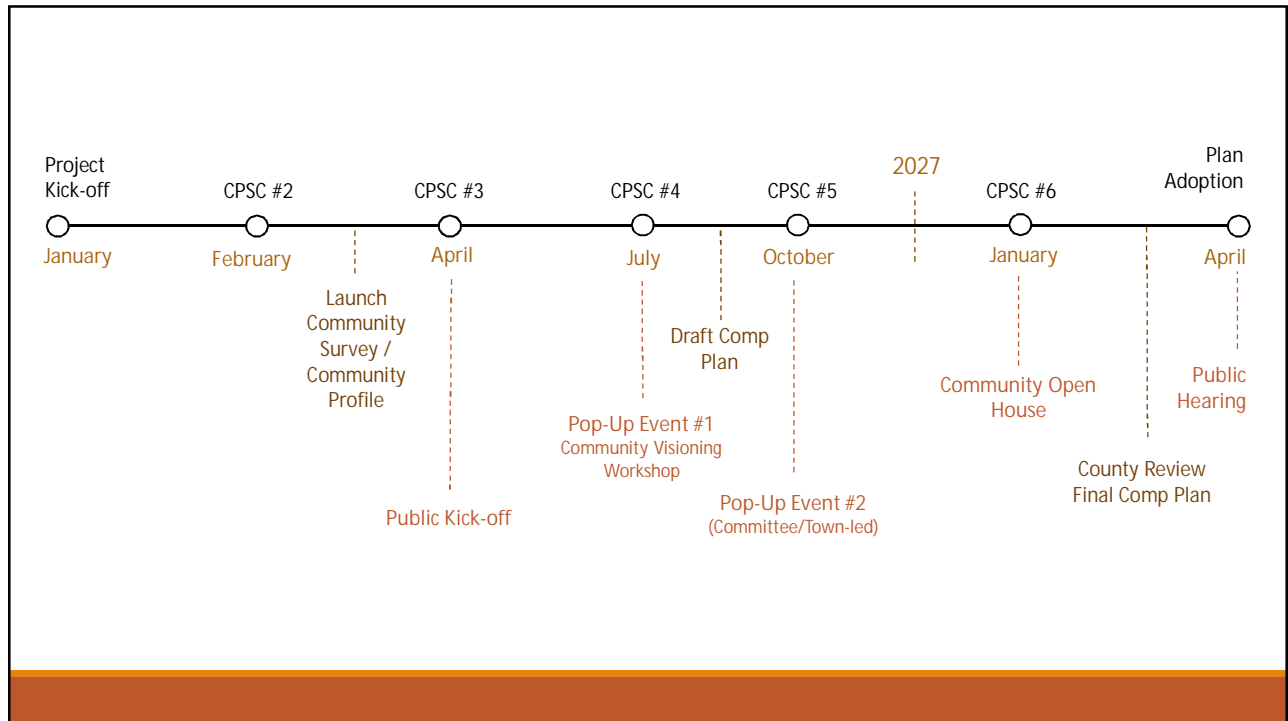 Project
Kick-off
CPSC #2
CPSC #3
CPSC #4
CPSC #5
2027
CPSC #6
Plan
Adoption
January
February
April
July
October
January
April
Launch
Community
Survey /
Community
Profile
Public Kick-off
Pop-Up Event #1
Community Visioning
Workshop
Draft Comp
Plan
Pop-Up Event #2
(Committee/Town-led)
Community Open
House
County Review
Final Comp Plan
Public
Hearing